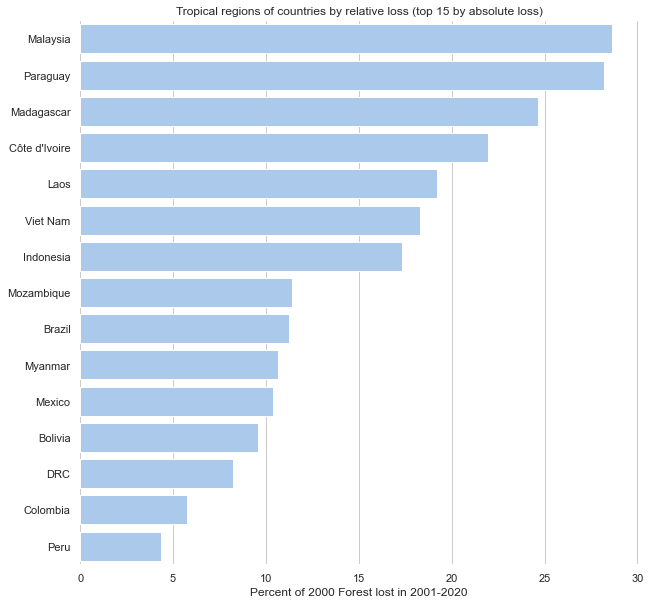 Tropical regions of countries by relative loss (top 15 by absolute loss)
Malaysia
Paraguay
Madagascar
Côte d'Ivoire
Laos
Viet Nam
Indonesia
Mozambique
Brazil
Myanmar
Mexico
Bolivia
DRC
Colombia
Peru
0 5 10 15 20 25 30
Percent of 2000 Forest lost in 2001-2020